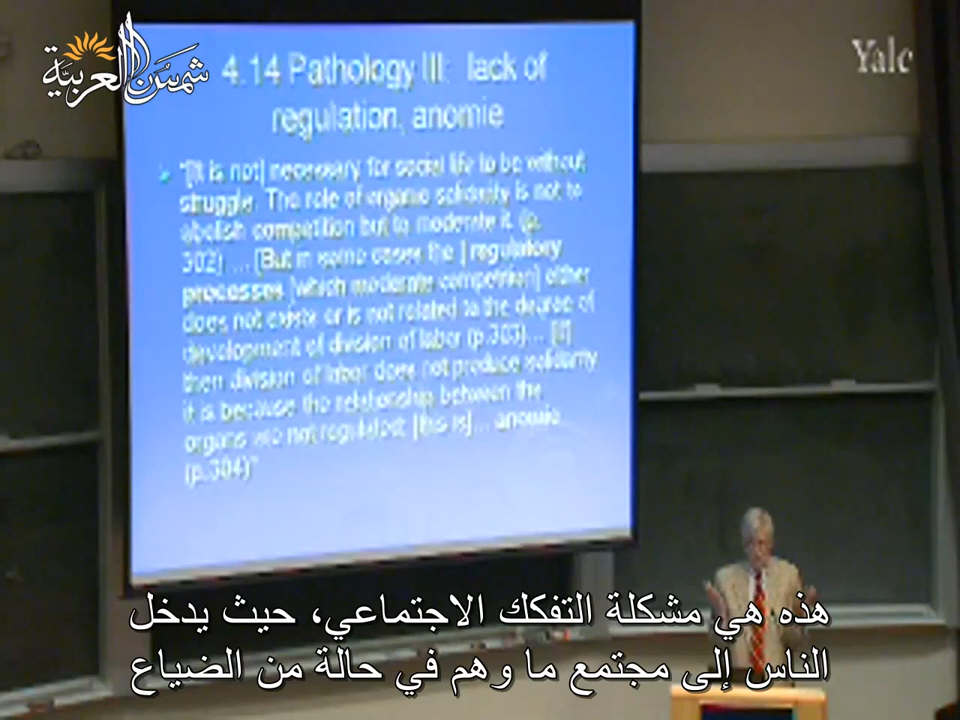 شمس العربية
Yale
4.14 Pathology III: lack of
regulation, anomie
"[It is not] necessary for social life to be without
struggle. The role of organic solidarity is not to
abolish competition but to moderate it. (p.
302) ... [But in some cases the ] regulatory
processes [which moderate competition] either
does not exists or is not related to the degree of
development of division of labor (p.303)... [If]
then division of labor does not produce solidarity
it is because the relationship between the
organs are not regulated; [this is]... anomie
(p.304)"
هذه هي مشكلة التفكك الاجتماعي، حيث يدخل
الناس إلى مجتمع ما وهم في حالة من الضياع